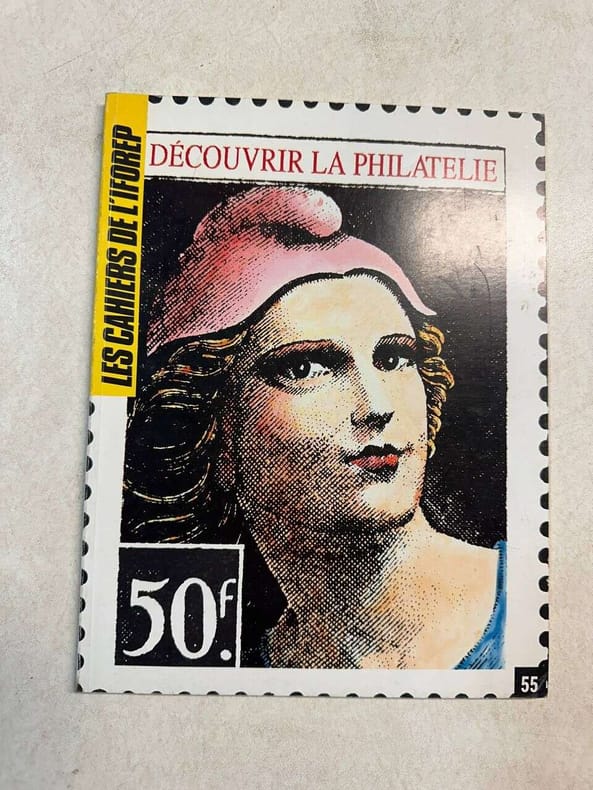 LES CAHIERS DE L'IFOREP
DÉCOUVRIR LA PHILATELIE
50F.
55